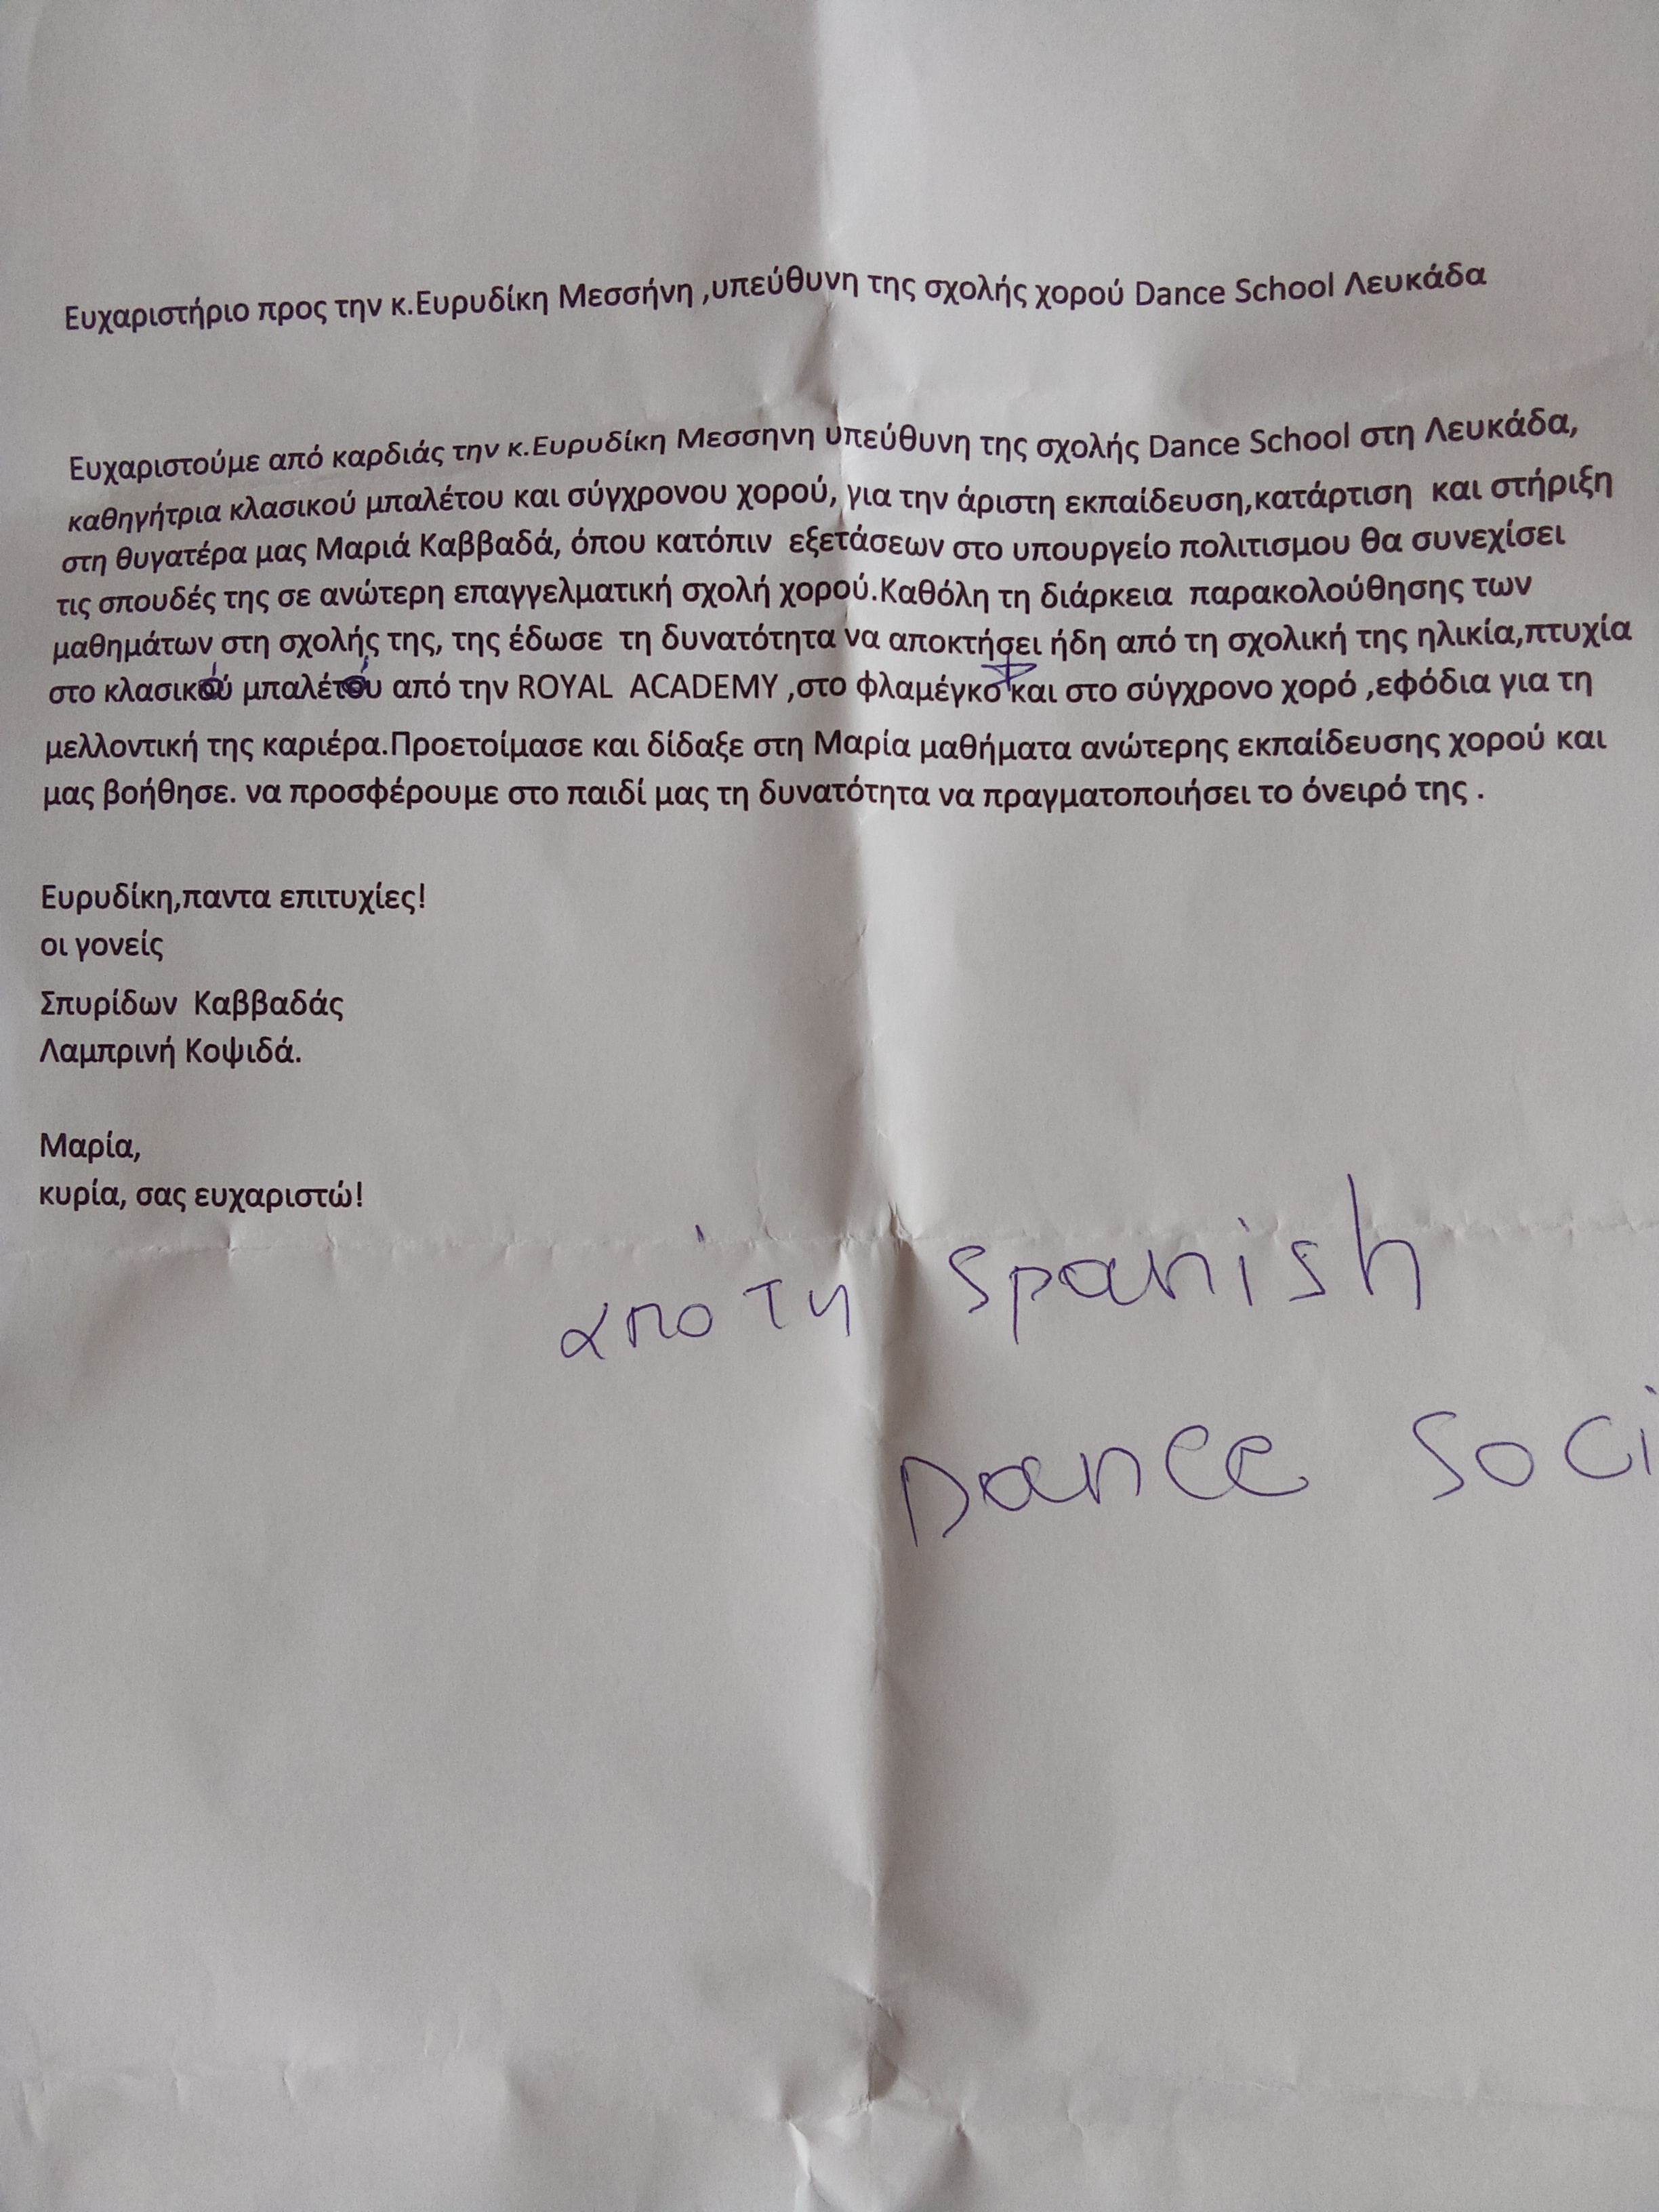 Ευχαριστήριο προς την κ.Ευρυδίκη Μεσσήνη ,υπεύθυνη της σχολής χορού Dance School Λευκάδα
Ευχαριστούμε από καρδιάς την κ.Ευρυδίκη Μεσσηνη υπεύθυνη της σχολής Dance School στη Λευκάδα,
καθηγήτρια κλασικού μπαλέτου και σύγχρονου χορού, για την άριστη εκπαίδευση,κατάρτιση και στήριξη
στη θυγατέρα μας Μαριά Καββαδά, όπου κατόπιν εξετάσεων στο υπουργείο πολιτισμου θα συνεχίσει
τις σπουδές της σε ανώτερη επαγγελματική σχολή χορού.Καθόλη τη διάρκεια παρακολούθησης των
μαθημάτων στη σχολής της, της έδωσε τη δυνατότητα να αποκτήσει ήδη από τη σχολική της ηλικία,πτυχία
στο κλασικού μπαλέτου από την ROYAL ACADEMY ,στο φλαμέγκο και στο σύγχρονο χορό ,εφόδια για τη
μελλοντική της καριέρα.Προετοίμασε και δίδαξε στη Μαρία μαθήματα ανώτερης εκπαίδευσης χορού και
μας βοήθησε. να προσφέρουμε στο παιδί μας τη δυνατότητα να πραγματοποιήσει το όνειρό της .
Ευρυδίκη,παντα επιτυχίες!
οι γονείς
Σπυρίδων Καββαδάς
Λαμπρινή Κοψιδά.
Μαρία,
κυρία, σας ευχαριστώ!
από τη Spanish
Dance Soci